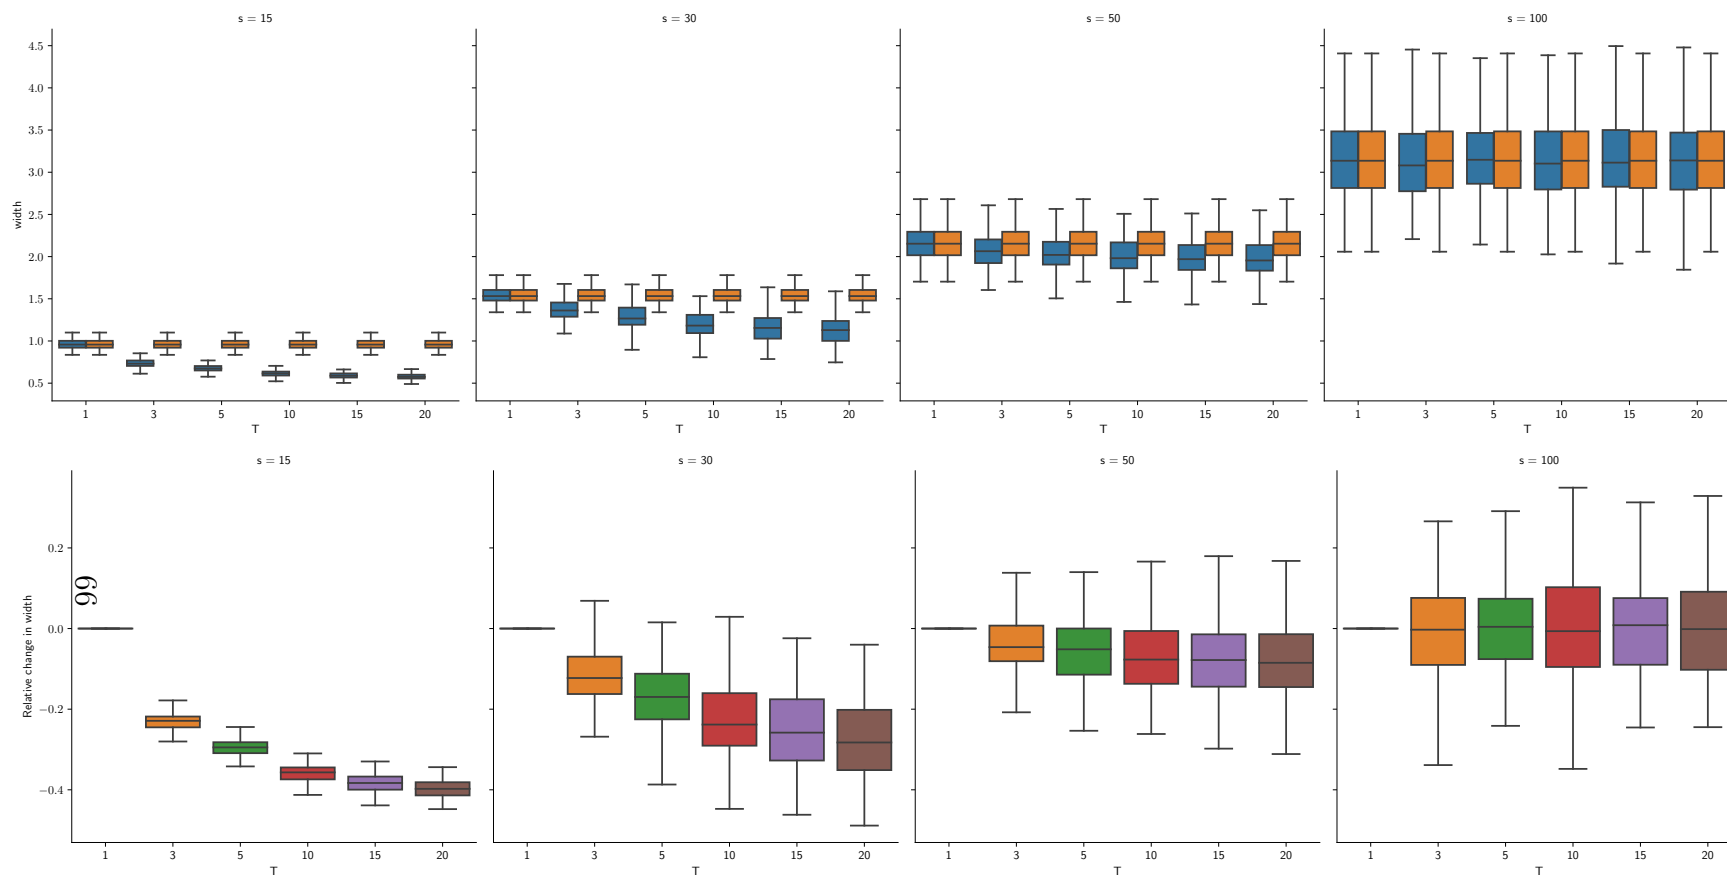 s = 15
s = 30
s = 50
s = 100
width
4.5
4.0
3.5
3.0
2.5
2.0
1.5
1.0
0.5
1 3 5 10 15 20
T
1 3 5 10 15 20
T
1 3 5 10 15 20
T
1 3 5 10 15 20
T
s = 15
s = 30
s = 50
s = 100
Relative change in width
0.2
0.0
−0.2
−0.4
99
1 3 5 10 15 20
T
1 3 5 10 15 20
T
1 3 5 10 15 20
T
1 3 5 10 15 20
T